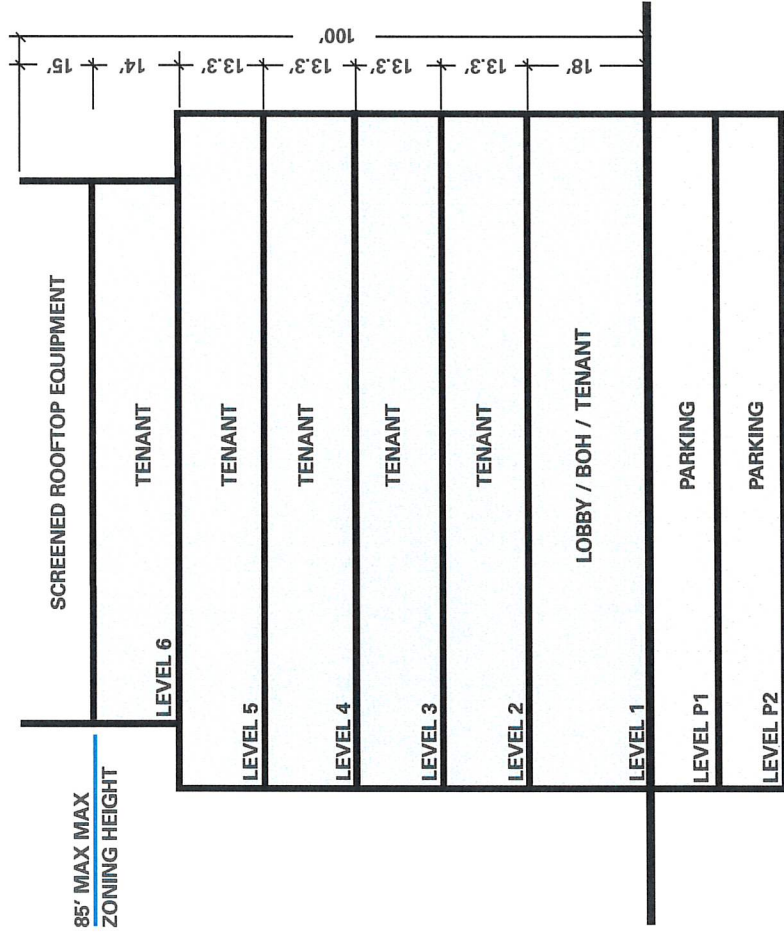 SCREENED ROOFTOP EQUIPMENT
85' MAX MAX
ZONING HEIGHT
TENANT
LEVEL 6
TENANT
LEVEL 5
TENANT
LEVEL 4
TENANT
LEVEL 3
TENANT
LEVEL 2
LOBBY / BOH / TENANT
LEVEL 1
PARKING
LEVEL P1
PARKING
LEVEL P2
15'
14'
13.3'
13.3'
13.3'
13.3'
18'
100'